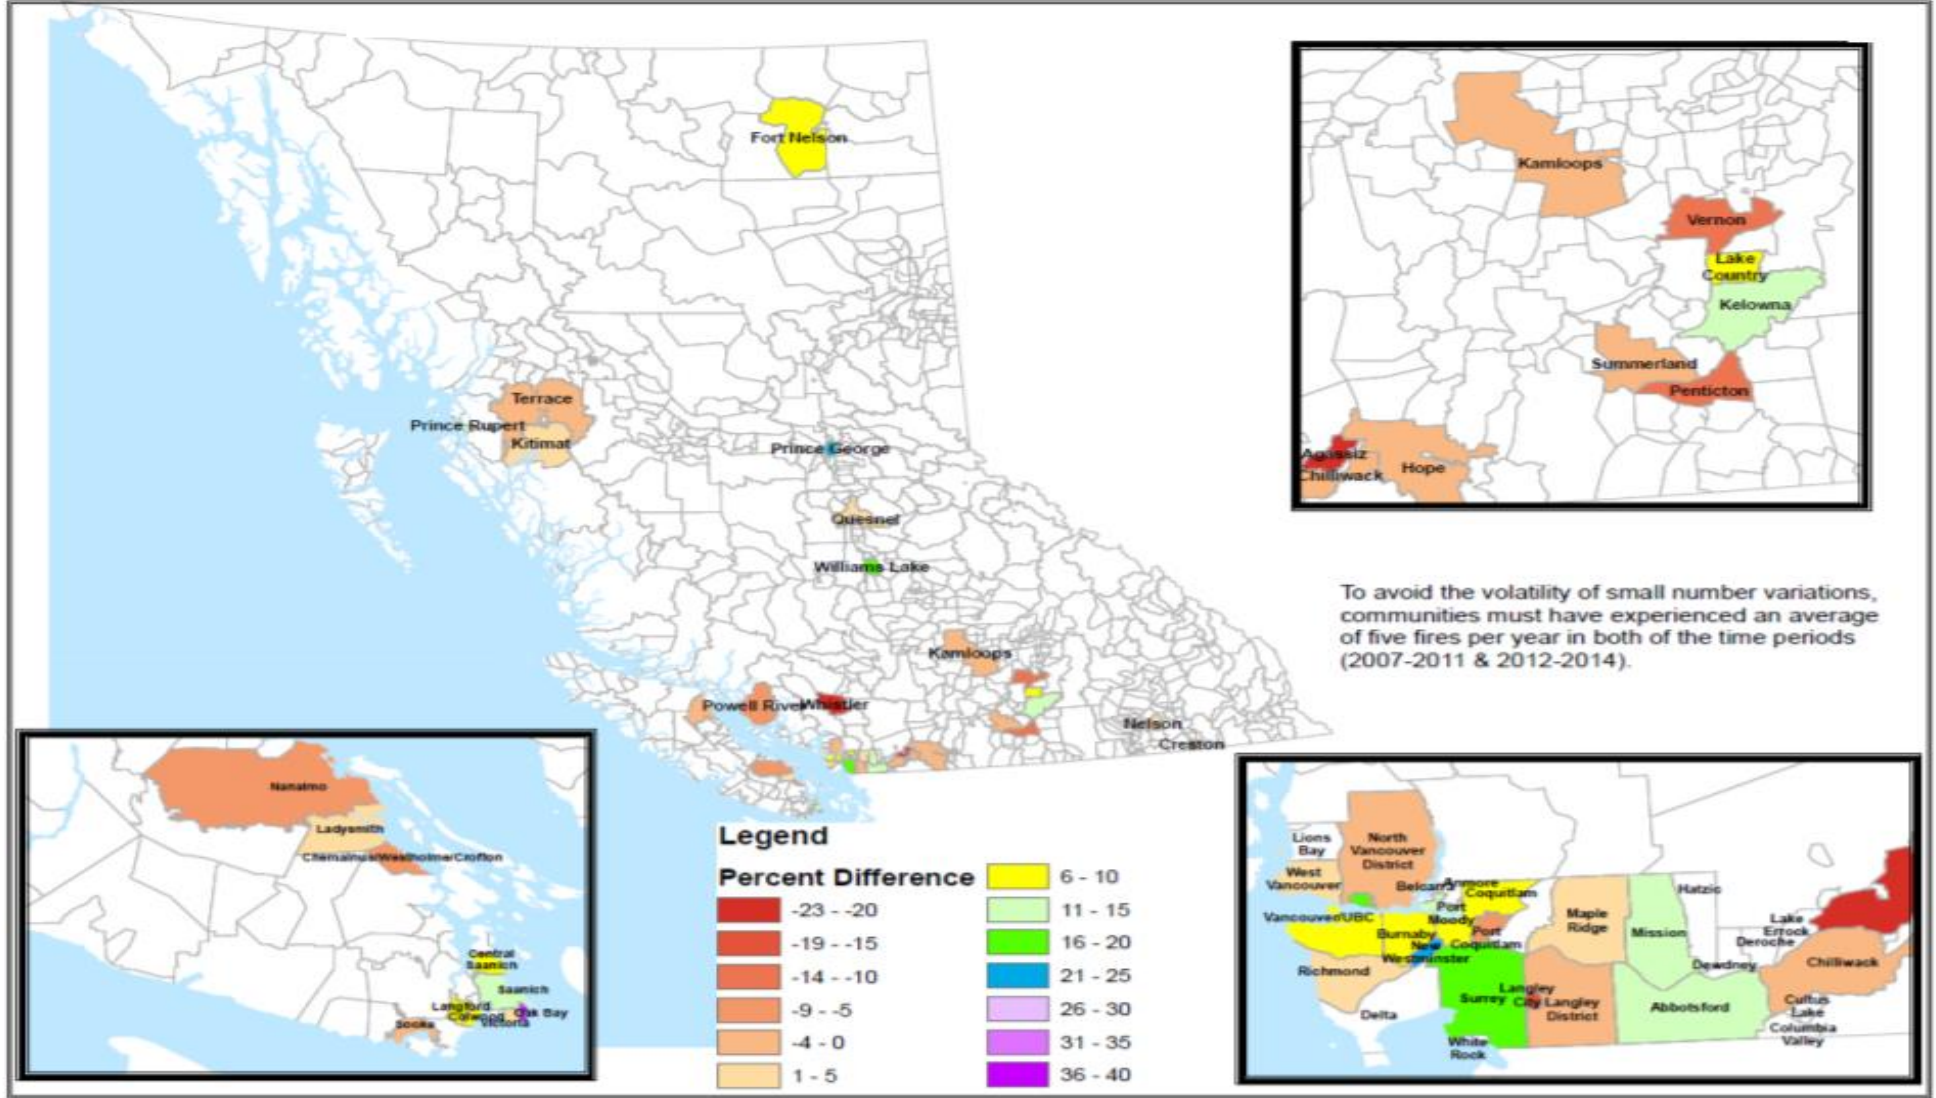 Fort Nelson
Terrace
Prince Rupert
Kitimat
Prince George
Quesnel
Williams Lake
Kamloops
Powell River
Whistler
Nelson
Creston
Kamloops
Vernon
Lake
Country
Kelowna
Summerland
Penticton
Agassiz
Chilliwack
Hope
To avoid the volatility of small number variations,
communities must have experienced an average
of five fires per year in both of the time periods
(2007-2011 & 2012-2014).
Nanaimo
Ladysmith
Chemainus/Westholme/Crofton
Central
Saanich
Saanich
Langford
Colwood
Oak Bay
Victoria
Sooke
Legend
Percent Difference
-23 - -20
-19 - -15
-14 - -10
-9 - -5
-4 - 0
1 - 5
6 - 10
11 - 15
16 - 20
21 - 25
26 - 30
31 - 35
36 - 40
Lions
Bay
North
Vancouver
District
West
Vancouver
Belcarra
Anmore
Coquitlam
Hatzic
Vancouver/UBC
Port
Moody
Burnaby
Port
Coquitlam
New
Westminster
Maple
Ridge
Mission
Lake
Errock
Deroche
Dewdney
Chilliwack
Richmond
Delta
Surrey
Langley
City
Langley
District
Abbotsford
Cultus
Lake
Columbia
Valley
White
Rock